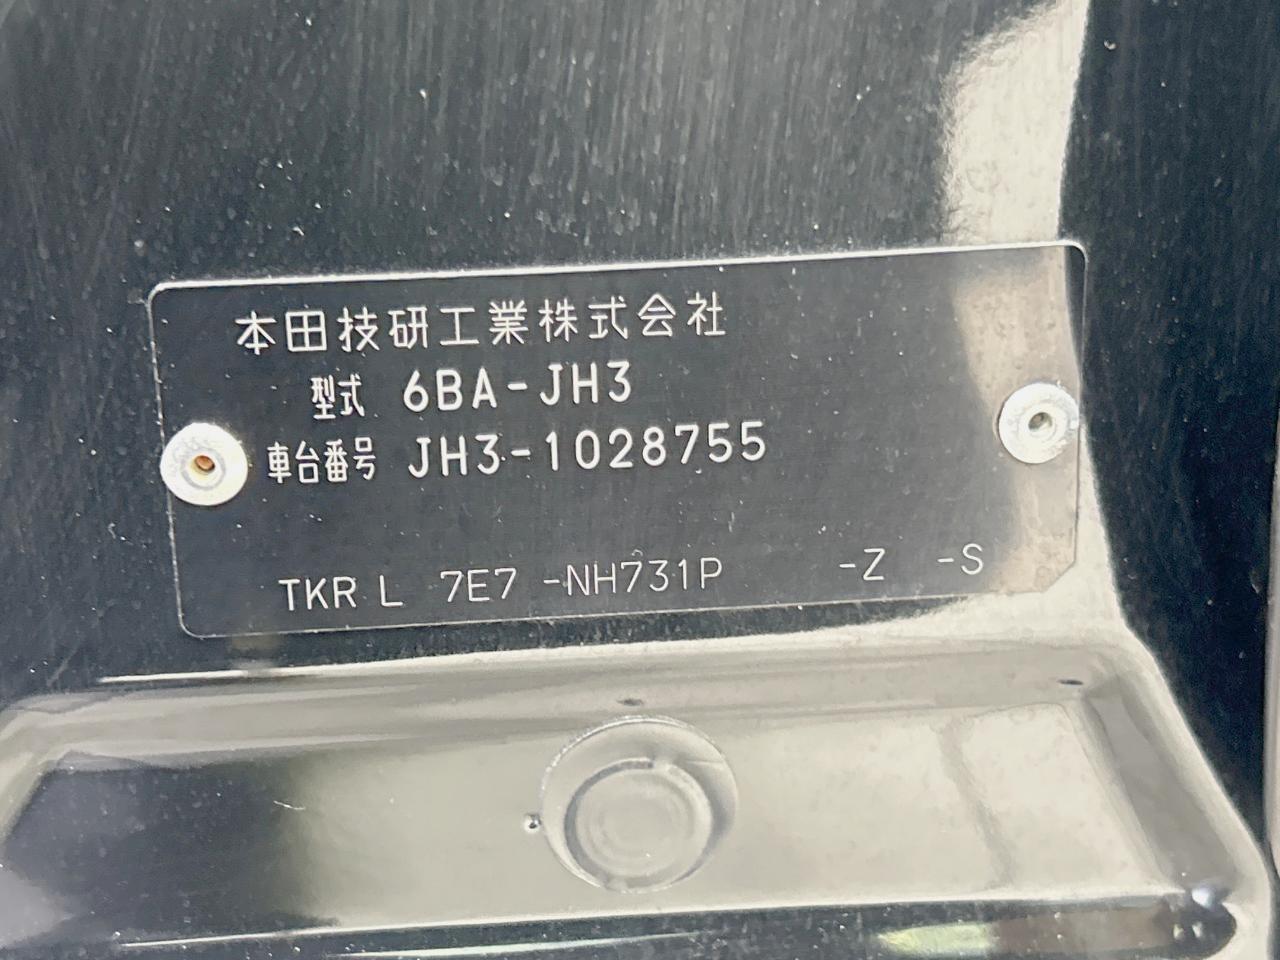 本田技研工業株式会社
型式 6BA-JH3
車台番号 JH3-1028755
TKR L 7E7 -NH731P -Z -S